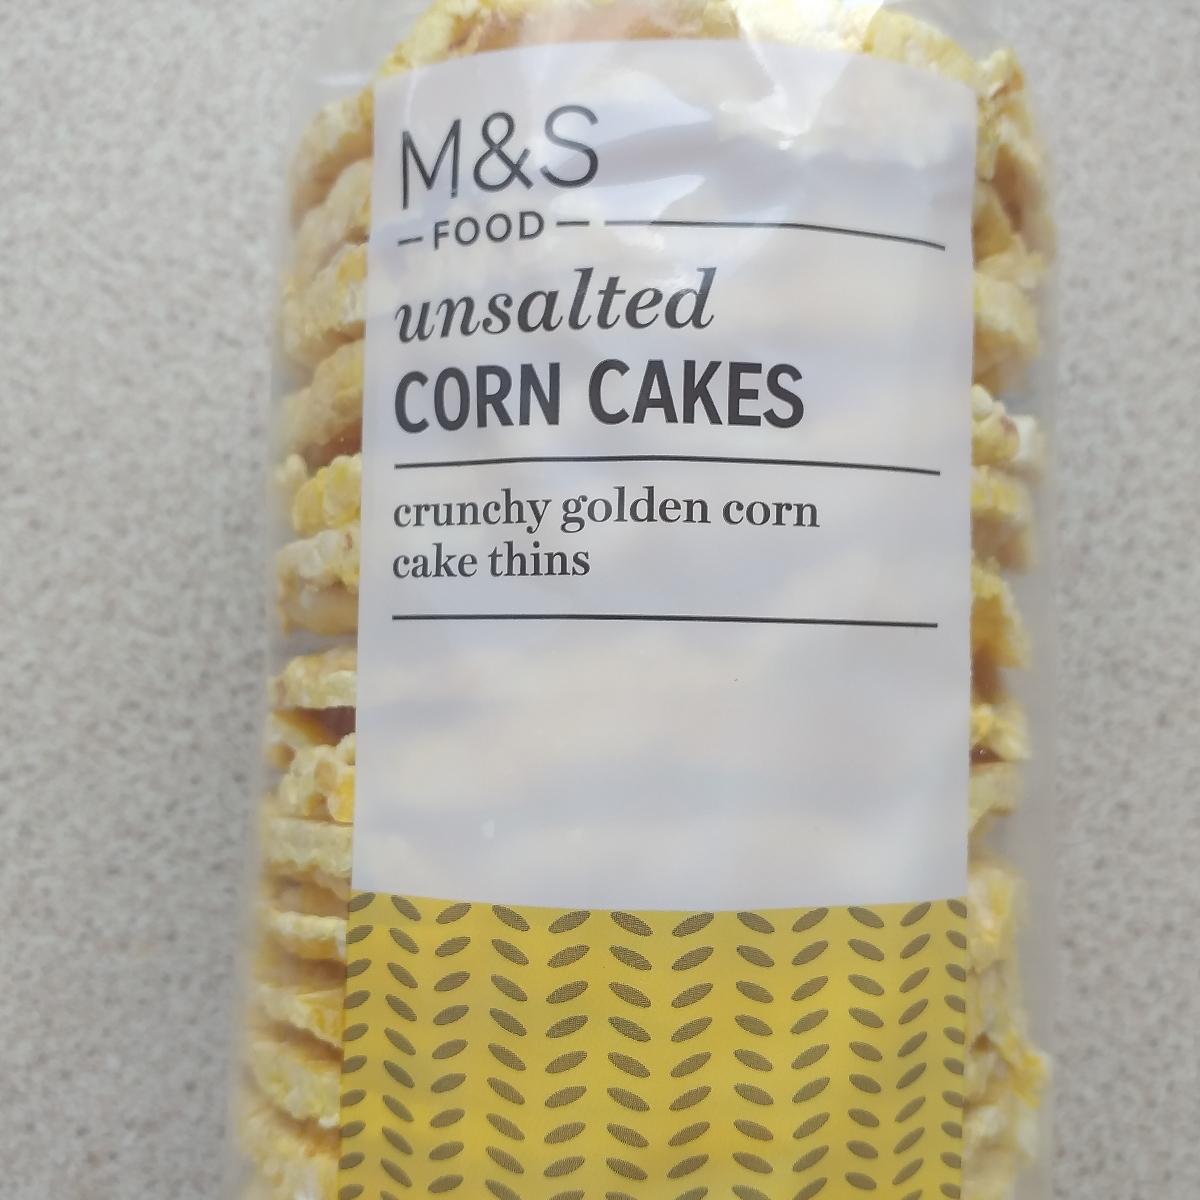 M&S
FOOD
unsalted
CORN CAKES
crunchy golden corn
cake thins